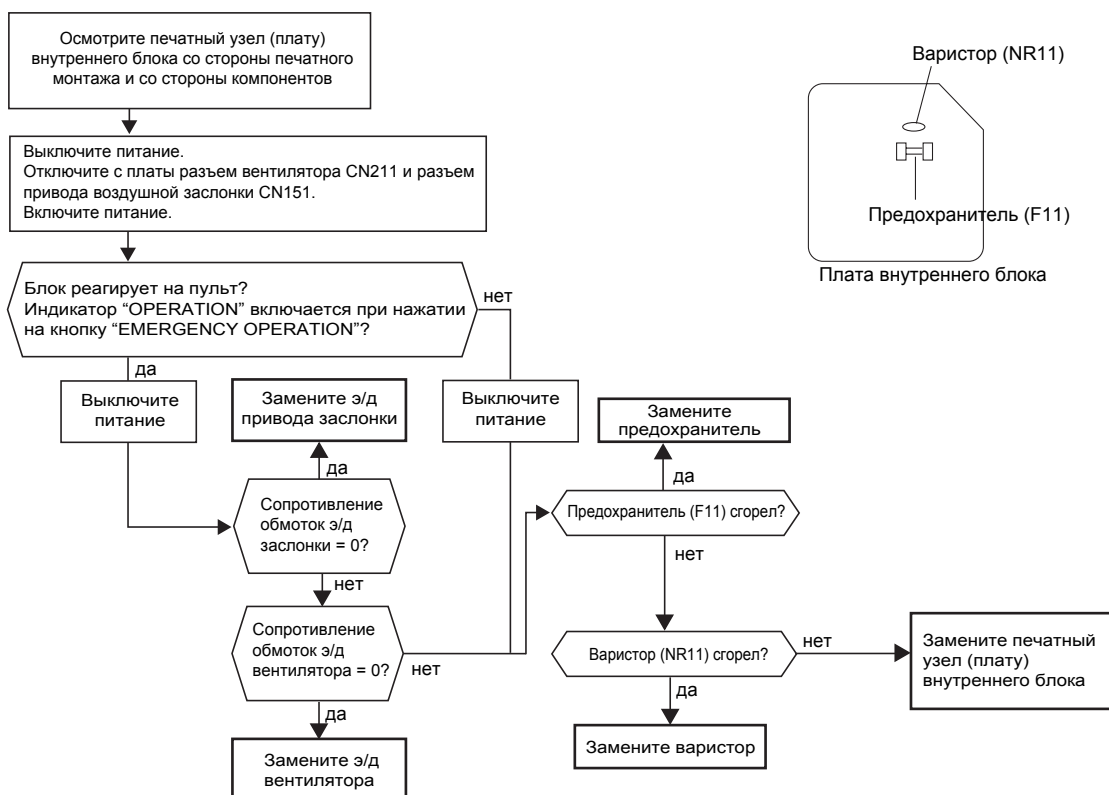 Осмотрите печатный узел (плату)
внутреннего блока со стороны печатного
монтажа и со стороны компонентов
Варистор (NR11)
Предохранитель (F11)
Плата внутреннего блока
Выключите питание.
Отключите с платы разъем вентилятора CN211 и разъем
привода воздушной заслонки CN151.
Включите питание.
Блок реагирует на пульт?
Индикатор “OPERATION” включается при нажатии
на кнопку “EMERGENCY OPERATION”?
нет
да
Выключите
питание
Замените э/д
привода заслонки
Выключите
питание
Замените
предохранитель
да
да
Сопротивление
обмоток э/д
заслонки = 0?
Предохранитель (F11) сгорел?
нет
нет
Сопротивление
обмоток э/д
вентилятора = 0?
нет
Варистор (NR11) сгорел?
нет
Замените печатный
узел (плату)
внутреннего блока
да
да
Замените э/д
вентилятора
Замените варистор